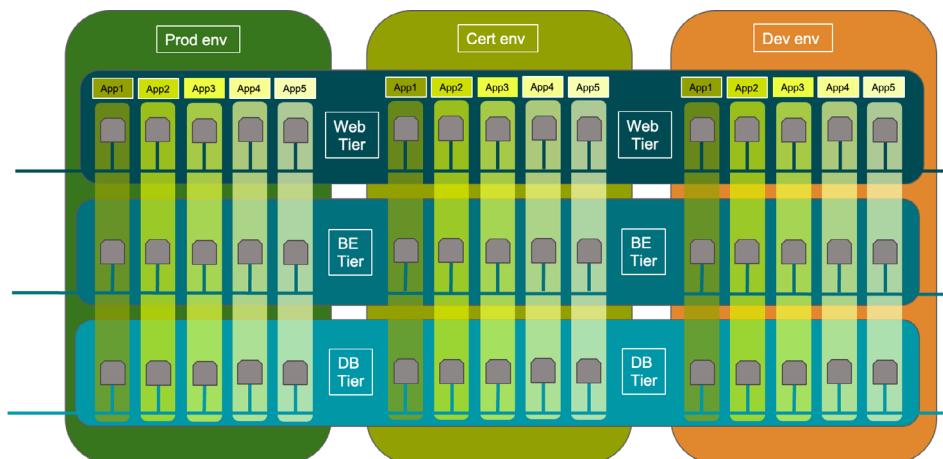 Prod env
Cert env
Dev env
App1 App2 App3 App4 App5
App1 App2 App3 App4 App5
App1 App2 App3 App4 App5
Web
Tier
Web
Tier
BE
Tier
BE
Tier
DB
Tier
DB
Tier